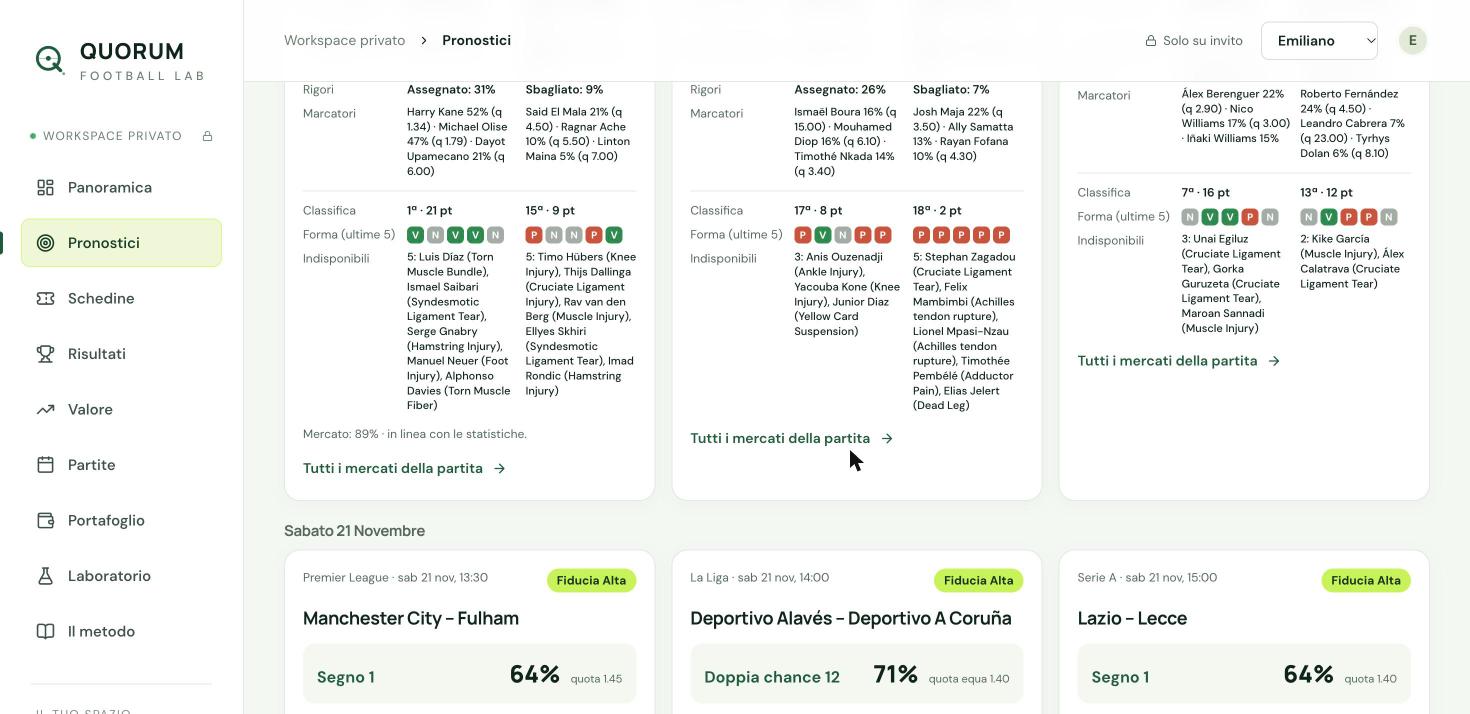 QUORUM
FOOTBALL LAB
WORKSPACE PRIVATO
Panoramica
Pronostici
Schedine
Risultati
Valore
Partite
Portafoglio
Laboratorio
Il metodo
Workspace privato
Pronostici
Solo su invito
Emiliano
E
Rigori
Assegnato: 31%
Sbagliato: 9%
Marcatori
Harry Kane 52% (q
1.34) · Michael Olise
47% (q 1.79) · Dayot
Upamecano 21% (q
6.00)
Said El Mala 21% (q
4.50) · Ragnar Ache
10% (q 5.50) · Linton
Maina 5% (q 7.00)
Classifica
1ª · 21 pt
15ª · 9 pt
Forma (ultime 5)
V N V V N
P N N P V
Indisponibili
5: Luis Díaz (Torn
Muscle Bundle),
Ismael Saibari
(Syndesmotic
Ligament Tear),
Serge Gnabry
(Hamstring Injury),
Manuel Neuer (Foot
Injury), Alphonso
Davies (Torn Muscle
Fiber)
5: Timo Hübers (Knee
Injury), Thijs Dallinga
(Cruciate Ligament
Injury), Rav van den
Berg (Muscle Injury),
Ellyes Skhiri
(Syndesmotic
Ligament Tear), Imad
Rondic (Hamstring
Injury)
Mercato: 89% · in linea con le statistiche.
Tutti i mercati della partita
Rigori
Assegnato: 26%
Sbagliato: 7%
Marcatori
Ismaël Boura 16% (q
15.00) · Mouhamed
Diop 16% (q 6.10) ·
Timothé Nkada 14%
(q 3.40)
Josh Maja 22% (q
3.50) · Ally Samatta
13% · Rayan Fofana
10% (q 4.30)
Classifica
17ª · 8 pt
18ª · 2 pt
Forma (ultime 5)
P V N P P
P P P P P
Indisponibili
3: Anis Ouzenadji
(Ankle Injury),
Yacouba Kone (Knee
Injury), Junior Diaz
(Yellow Card
Suspension)
5: Stephan Zagadou
(Cruciate Ligament
Tear), Felix
Mambimbi (Achilles
tendon rupture),
Lionel Mpasi-Nzau
(Achilles tendon
rupture), Timothée
Pembélé (Adductor
Pain), Elias Jelert
(Dead Leg)
Tutti i mercati della partita
Marcatori
Álex Berenguer 22%
(q 2.90) · Nico
Williams 17% (q 3.00)
· Iñaki Williams 15%
Roberto Fernández
24% (q 4.50) ·
Leandro Cabrera 7%
(q 23.00) · Tyrhys
Dolan 6% (q 8.10)
Classifica
7ª · 16 pt
13ª · 12 pt
Forma (ultime 5)
N V V P N
N V P P N
Indisponibili
3: Unai Egiluz
(Cruciate Ligament
Tear), Gorka
Guruzeta (Cruciate
Ligament Tear),
Maroan Sannadi
(Muscle Injury)
2: Kike García
(Muscle Injury), Álex
Calatrava (Cruciate
Ligament Tear)
Tutti i mercati della partita
Sabato 21 Novembre
Premier League · sab 21 nov, 13:30
Fiducia Alta
Manchester City – Fulham
Segno 1
64%
quota 1.45
La Liga · sab 21 nov, 14:00
Fiducia Alta
Deportivo Alavés – Deportivo A Coruña
Doppia chance 12
71%
quota equa 1.40
Serie A · sab 21 nov, 15:00
Fiducia Alta
Lazio – Lecce
Segno 1
64%
quota 1.40